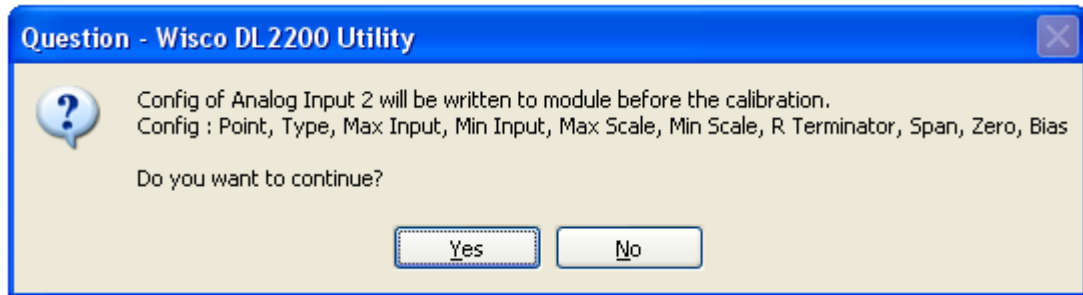 Question - Wisco DL2200 Utility
Config of Analog Input 2 will be written to module before the calibration.
Config : Point, Type, Max Input, Min Input, Max Scale, Min Scale, R Terminator, Span, Zero, Bias
Do you want to continue?
Yes
No